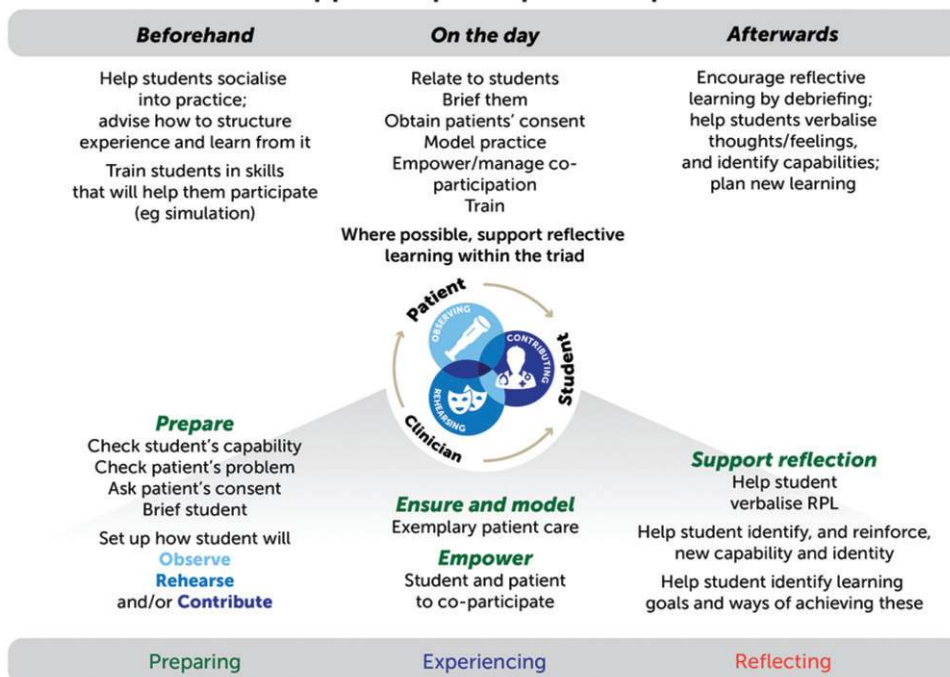 Beforehand
On the day
Afterwards
Help students socialise
into practice;
advise how to structure
experience and learn from it
Train students in skills
that will help them participate
(eg simulation)
Relate to students
Brief them
Obtain patients' consent
Model practice
Empower/manage co-
participation
Train
Where possible, support reflective
learning within the triad
Encourage reflective
learning by debriefing;
help students verbalise
thoughts/feelings,
and identify capabilities;
plan new learning
Patient
Student
Clinician
OBSERVING
CONTRIBUTING
REHEARSING
Prepare
Check student's capability
Check patient's problem
Ask patient's consent
Brief student
Set up how student will
Observe
Rehearse
and/or Contribute
Ensure and model
Exemplary patient care
Empower
Student and patient
to co-participate
Support reflection
Help student
verbalise RPL
Help student identify, and reinforce,
new capability and identity
Help student identify learning
goals and ways of achieving these
Preparing
Experiencing
Reflecting